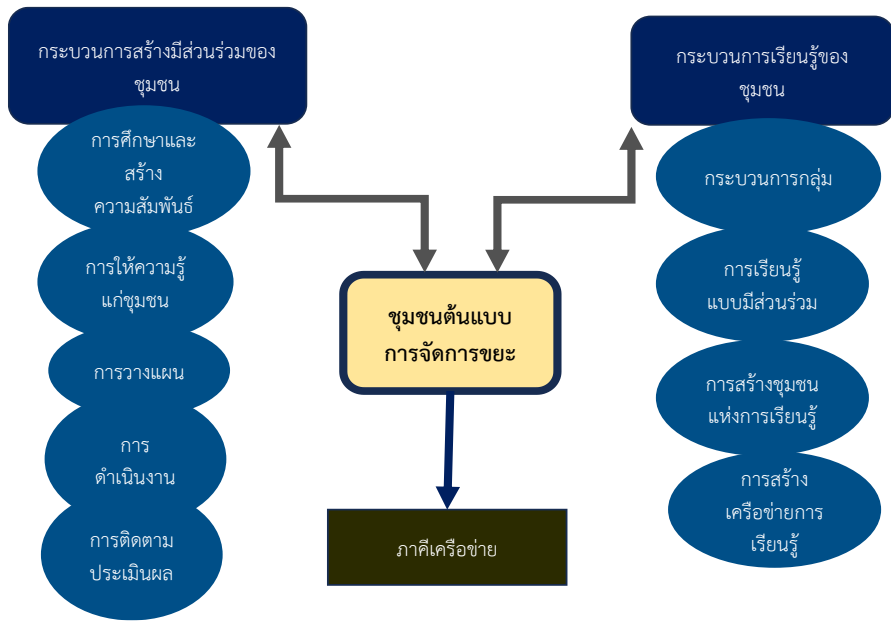 กระบวนการสร้างมีส่วนร่วมของ
ชุมชน
การศึกษาและ
สร้าง
ความสัมพันธ์
การให้ความรู้
แก่ชุมชน
การวางแผน
การ
ดำเนินงาน
การติดตาม
ประเมินผล
ชุมชนต้นแบบ
การจัดการขยะ
ภาคีเครือข่าย
กระบวนการเรียนรู้ของ
ชุมชน
กระบวนการกลุ่ม
การเรียนรู้
แบบมีส่วนร่วม
การสร้างชุมชน
แห่งการเรียนรู้
การสร้าง
เครือข่ายการ
เรียนรู้